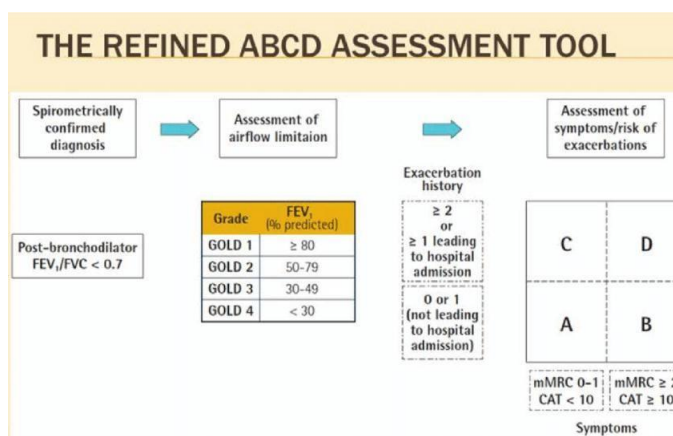 THE REFINED ABCD ASSESSMENT TOOL
Spirometrically
confirmed
diagnosis
Assessment of
airflow limitaion
Assessment of
symptoms/risk of
exacerbations
Post-bronchodilator
FEV₁/FVC < 0.7
Grade FEV₁ (% predicted)
GOLD 1 ≥ 80
GOLD 2 50-79
GOLD 3 30-49
GOLD 4 < 30
Exacerbation
history
≥ 2
or
≥ 1 leading
to hospital
admission
0 or 1
(not leading
to hospital
admission)
C D
A B
mMRC 0-1 mMRC ≥
CAT < 10 CAT ≥ 10
Symptoms